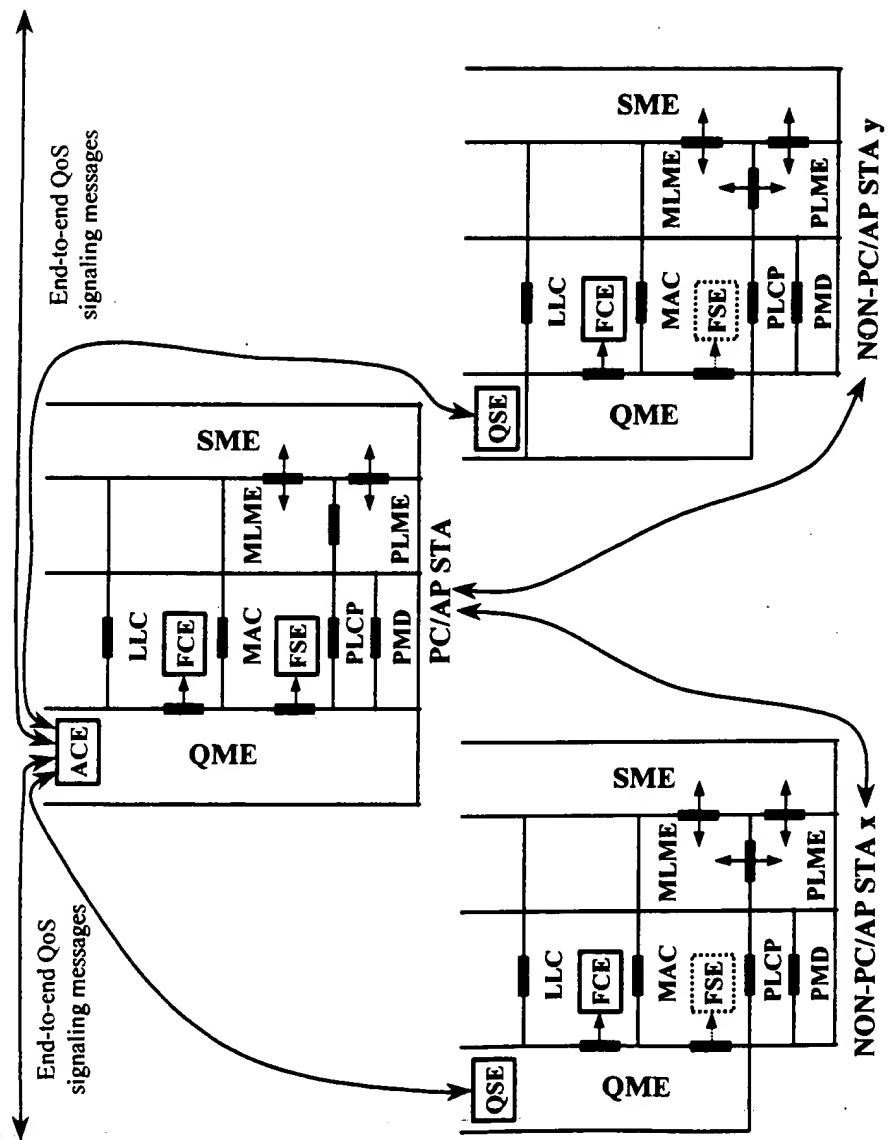 End-to-end QoS
signaling messages
End-to-end QoS
signaling messages
ACE
QME
LLC
FCE
MAC
FSE
PLCP
PMD
MLME
PLME
SME
PC/AP STA
QSE
QME
LLC
FCE
MAC
FSE
PLCP
PMD
MLME
PLME
SME
NON-PC/AP STA x
QSE
QME
LLC
FCE
MAC
FSE
PLCP
PMD
MLME
PLME
SME
NON-PC/AP STA y